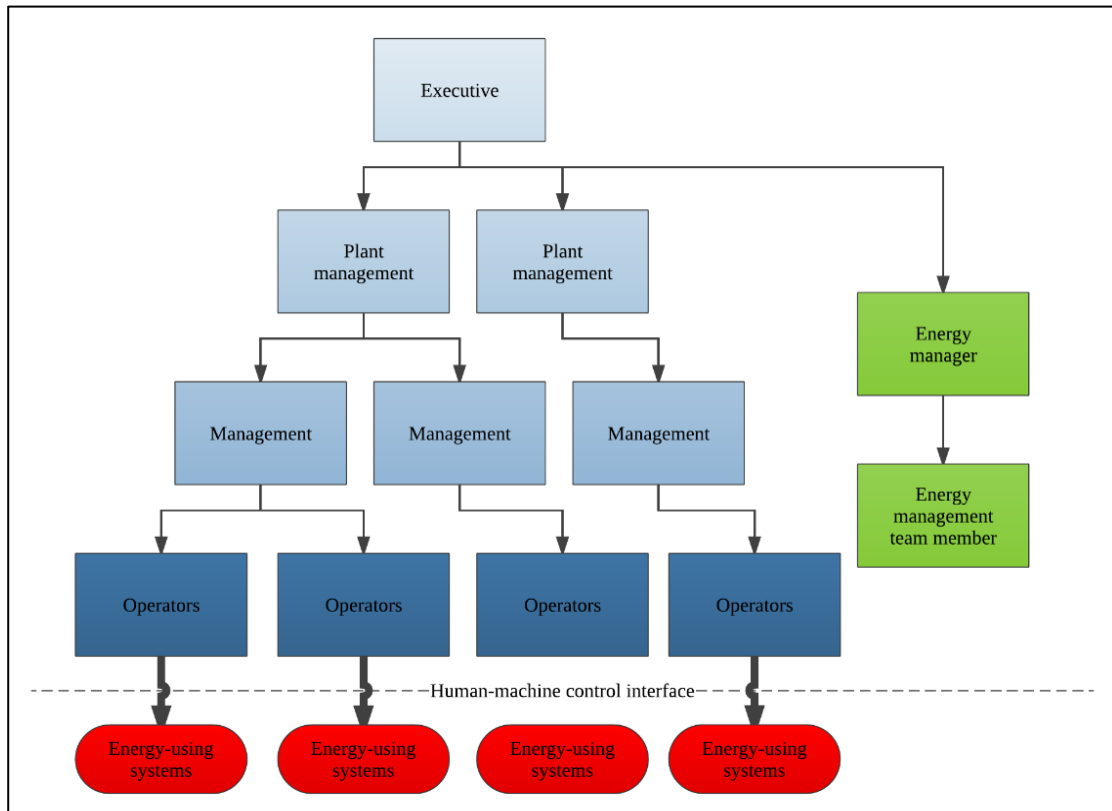 Executive
Plant
management
Plant
management
Energy
manager
Management
Management
Management
Energy
management
team member
Operators
Operators
Operators
Operators
Human-machine control interface
Energy-using
systems
Energy-using
systems
Energy-using
systems
Energy-using
systems